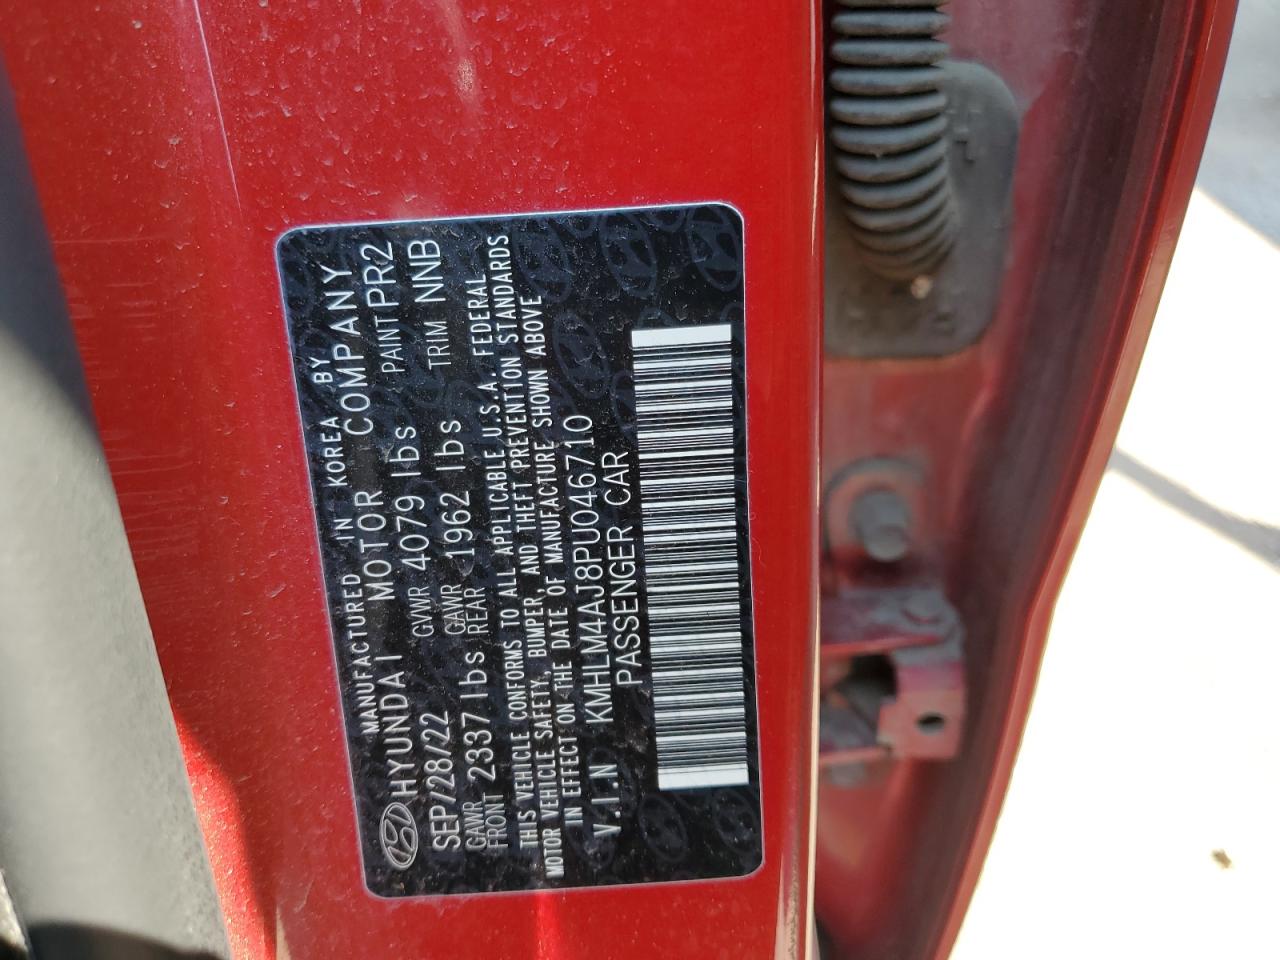 MANUFACTURED IN KOREA BY
HYUNDAI MOTOR COMPANY
SEP/28/22 GVWR 4079 lbs PAINT PR2
GAWR FRONT 2337 lbs GAWR REAR 1962 lbs TRIM NNB
THIS VEHICLE CONFORMS TO ALL APPLICABLE U.S.A. FEDERAL
MOTOR VEHICLE SAFETY, BUMPER, AND THEFT PREVENTION STANDARDS
IN EFFECT ON THE DATE OF MANUFACTURE SHOWN ABOVE
V.I.N KMHLM4AJ8PU046710
PASSENGER CAR